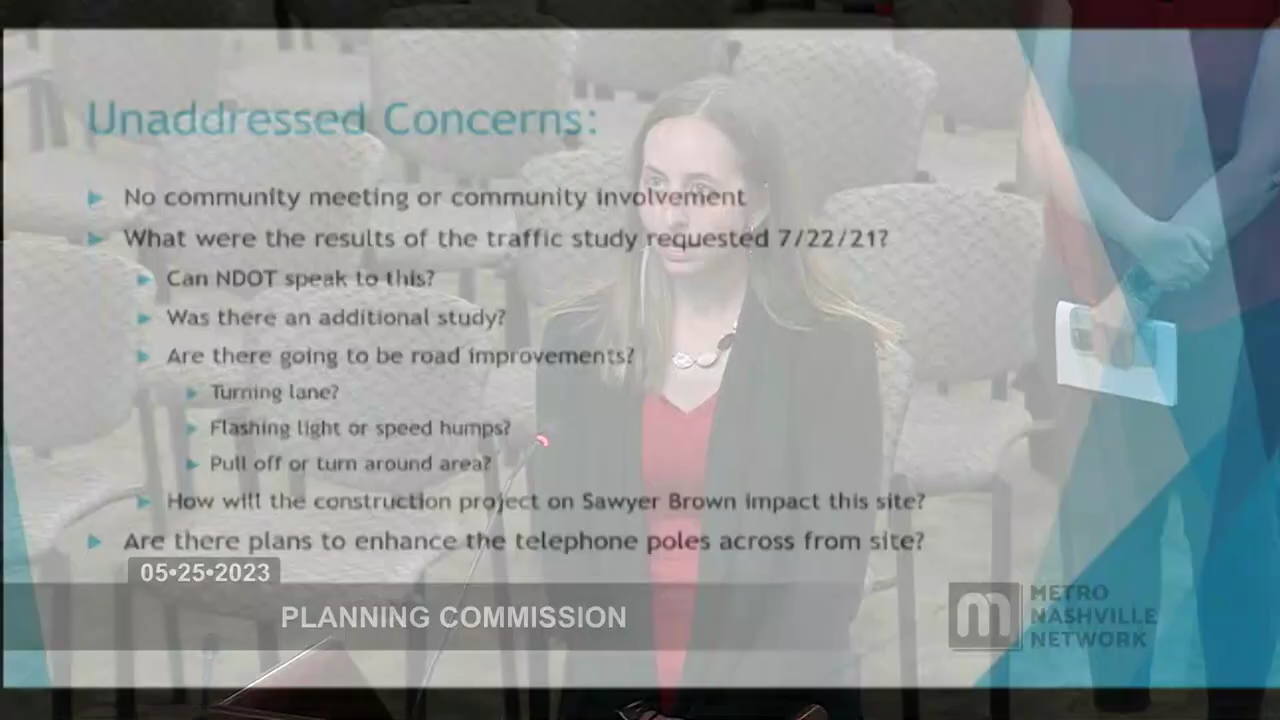 Unaddressed Concerns:
No community meeting or community involvement
What were the results of the traffic study requested 7/22/21?
Can NDOT speak to this?
Was there an additional study?
Are there going to be road improvements?
Turning lane?
Flashing light or speed humps?
Pull off or turn around area?
How will the construction project on Sawyer Brown impact this site?
Are there plans to enhance the telephone poles across from site?
05•25•2023
PLANNING COMMISSION
m METRO
NASHVILLE
NETWORK